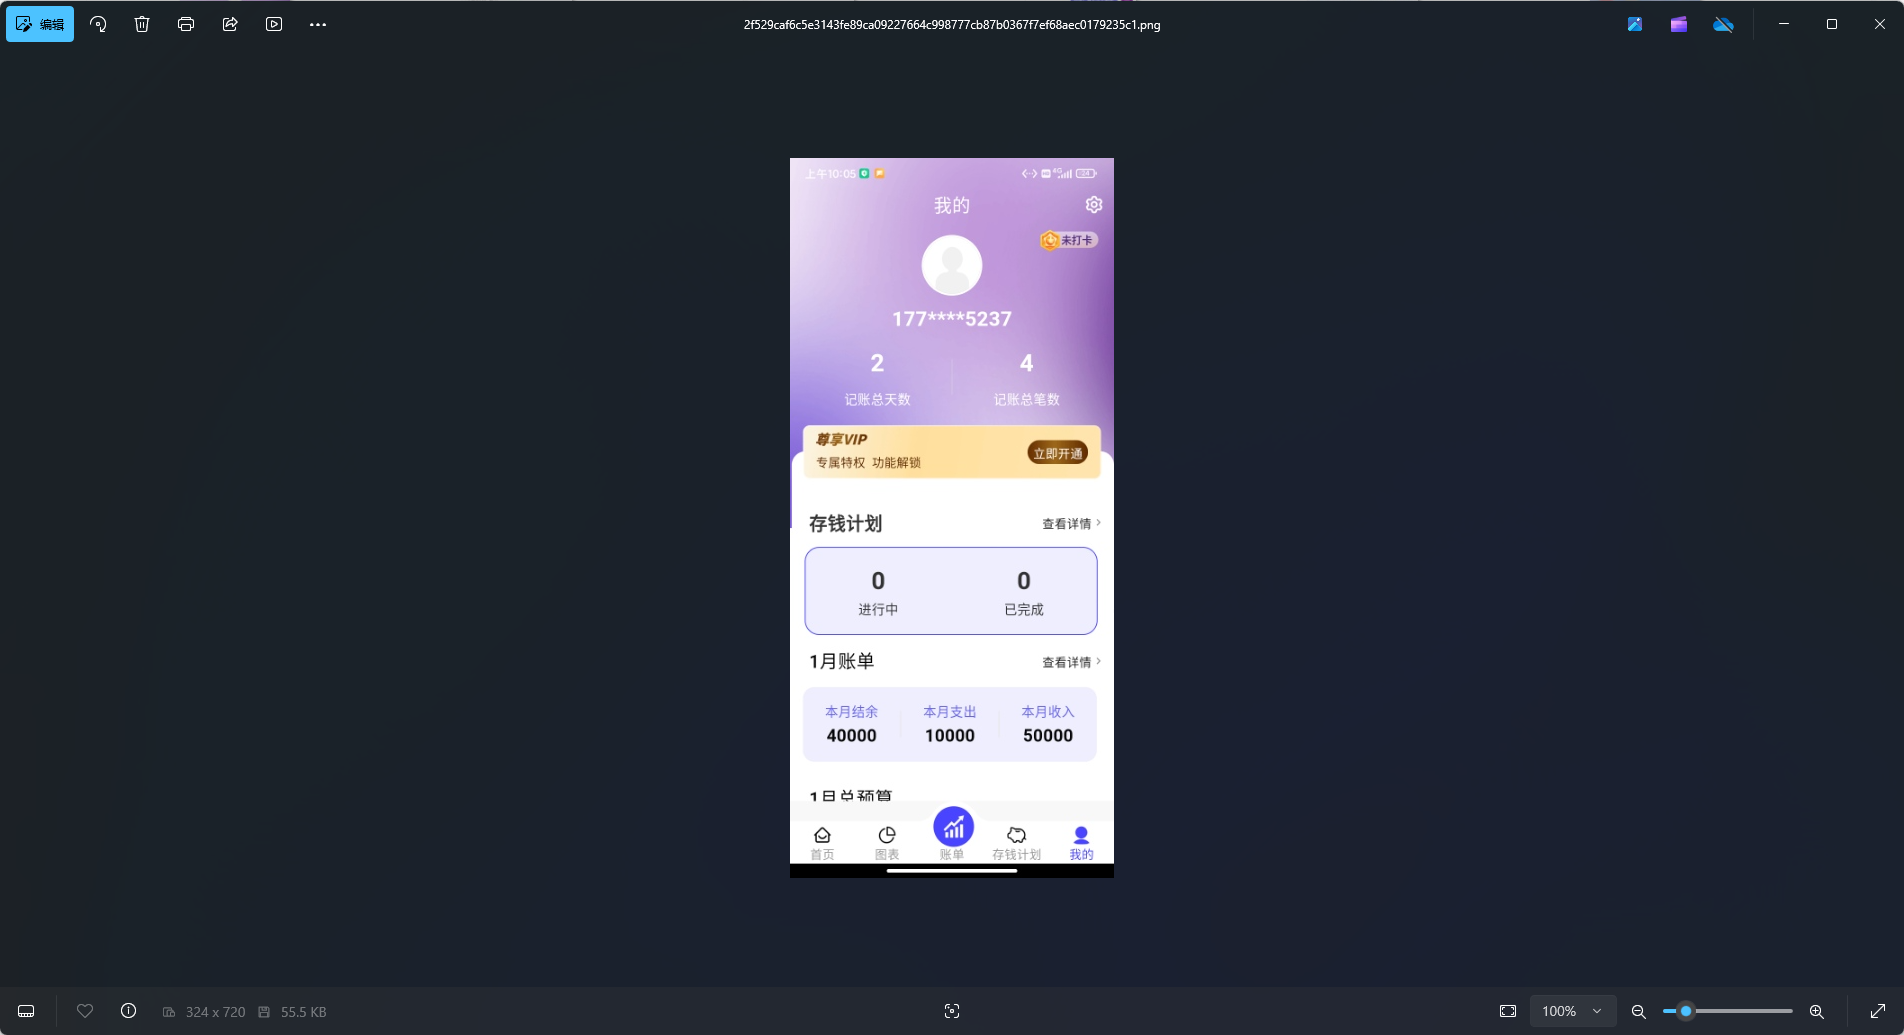 编辑
2f529caf6c5e3143fe89ca09227664c998777cb87b0367f7ef68aec0179235c1.png
上午10:05
我的
未打卡
177****5237
2
4
记账总天数
记账总笔数
尊享VIP
专属特权 功能解锁
立即开通
存钱计划
查看详情
0
0
进行中
已完成
1月账单
查看详情
本月结余
本月支出
本月收入
40000
10000
50000
1月总预算
首页
图表
账单
存钱计划
我的
324 x 720
55.5 KB
100%